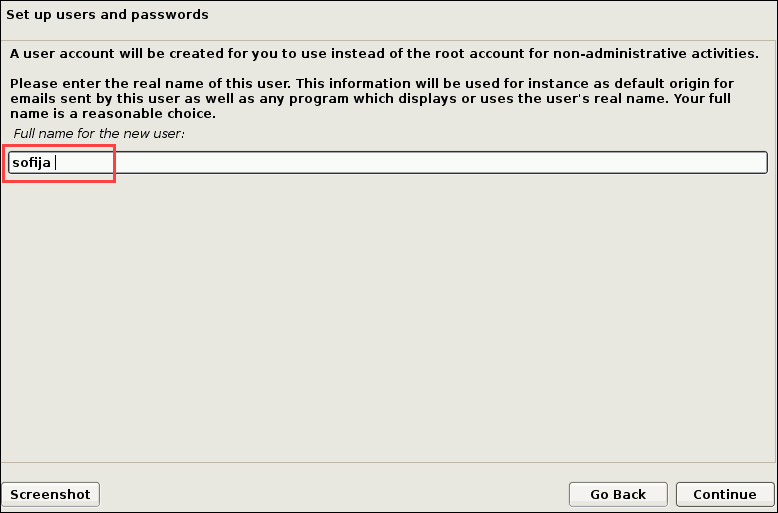 Set up users and passwords
A user account will be created for you to use instead of the root account for non-administrative activities.
Please enter the real name of this user. This information will be used for instance as default origin for
emails sent by this user as well as any program which displays or uses the user's real name. Your full
name is a reasonable choice.
Full name for the new user:
sofija
Screenshot
Go Back
Continue